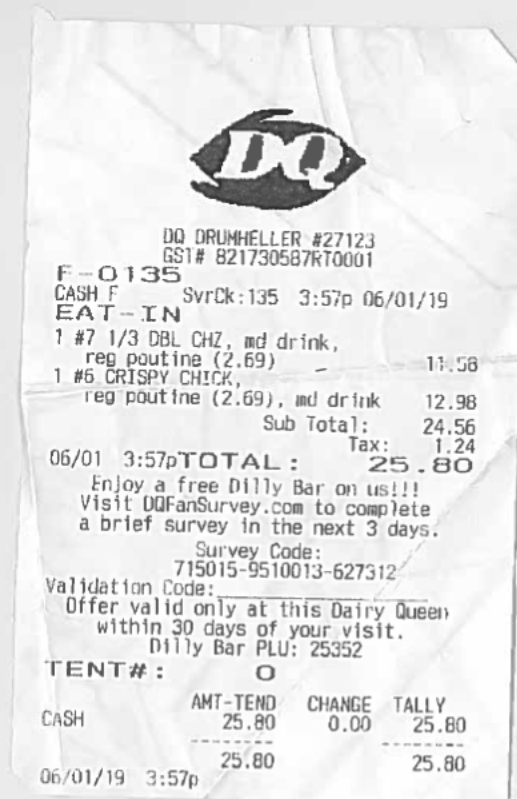 DQ
DQ DRUMHELLER #27123
GST# 821730587RT0001
F-0135
CASH F SvrCk:135 3:57p 06/01/19
EAT-IN
1 #7 1/3 DBL CHZ, md drink,
reg poutine (2.69) 11.58
1 #6 CRISPY CHICK,
reg poutine (2.69), md drink 12.98
Sub Total: 24.56
Tax: 1.24
06/01 3:57pTOTAL: 25.80
Enjoy a free Dilly Bar on us!!!
Visit DQFanSurvey.com to complete
a brief survey in the next 3 days.
Survey Code:
715015-9510013-627312
Validation Code:
Offer valid only at this Dairy Queen
within 30 days of your visit.
Dilly Bar PLU: 25352
TENT#: 0
AMT-TEND CHANGE TALLY
CASH 25.80 0.00 25.80
25.80 25.80
06/01/19 3:57p